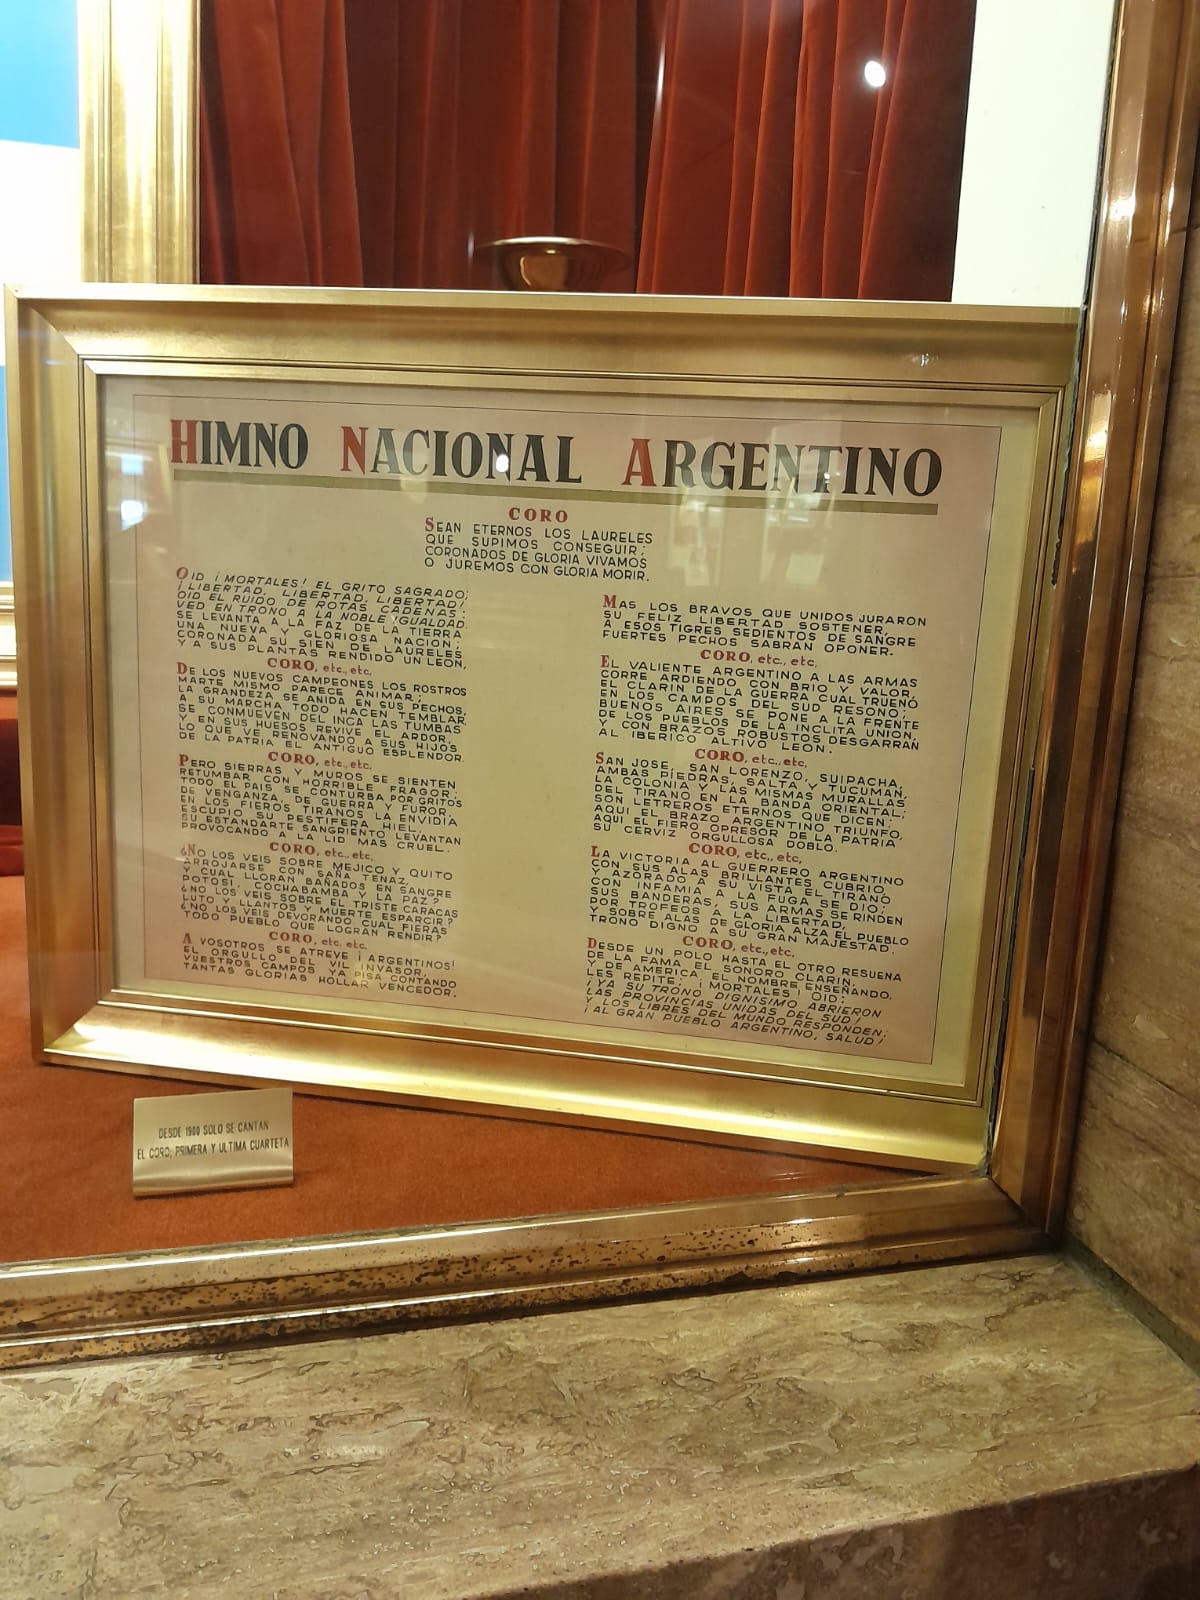 HIMNO NACIONAL ARGENTINO
CORO
SEAN ETERNOS LOS LAURELES
QUE SUPIMOS CONSEGUIR;
CORONADOS DE GLORIA VIVAMOS
O JUREMOS CON GLORIA MORIR.
OID ¡MORTALES! EL GRITO SAGRADO;
¡LIBERTAD, LIBERTAD, LIBERTAD!.
OID EL RUIDO DE ROTAS CADENAS;
VED EN TRONO A LA NOBLE IGUALDAD
SE LEVANTA A LA FAZ DE LA TIERRA
UNA NUEVA Y GLORIOSA NACION;
CORONADA SU SIEN DE LAURELES
Y A SUS PLANTAS RENDIDO UN LEON.
CORO, etc., etc.
DE LOS NUEVOS CAMPEONES LOS ROSTROS
MARTE MISMO PARECE ANIMAR;
LA GRANDEZA SE ANIDA EN SUS PECHOS,
A SU MARCHA TODO HACEN TEMBLAR
SE CONMUEVEN DEL INCA LAS TUMBAS
Y EN SUS HUESOS REVIVE EL ARDOR,
LO QUE VE RENOVANDO A SUS HIJOS
DE LA PATRIA EL ANTIGUO ESPLENDOR.
CORO, etc., etc.
PERO SIERRAS Y MUROS SE SIENTEN
RETUMBAR CON HORRIBLE FRAGOR;
TODO EL PAIS SE CONTURBA POR GRITOS
DE VENGANZA, DE GUERRA Y FUROR.
EN LOS FIEROS TIRANOS LA ENVIDIA
ESCUPIO SU PESTIFERA HIEL,
SU ESTANDARTE SANGRIENTO LEVANTAN
PROVOCANDO A LA LID MAS CRUEL.
CORO, etc., etc,
¿NO LOS VEIS SOBRE MEJICO Y QUITO
ARROJARSE CON SAÑA TENAZ,
Y CUAL LLORAN BAÑADOS EN SANGRE
POTOSI, COCHABAMBA Y LA PAZ?
¿NO LOS VEIS SOBRE EL TRISTE CARACAS
LUTO Y LLANTOS Y MUERTE ESPARCIR?
¿NO LOS VEIS DEVORANDO CUAL FIERAS
TODO PUEBLO QUE LOGRAN RENDIR?
CORO, etc, etc,
A VOSOTROS SE ATREVE ¡ARGENTINOS!
EL ORGULLO DEL VIL INVASOR,
VUESTROS CAMPOS YA PISA CONTANDO
TANTAS GLORIAS HOLLAR VENCEDOR.
MAS LOS BRAVOS QUE UNIDOS JURARON
SU FELIZ LIBERTAD SOSTENER,
A ESOS TIGRES SEDIENTOS DE SANGRE
FUERTES PECHOS SABRAN OPONER.
CORO, etc., etc,
EL VALIENTE ARGENTINO A LAS ARMAS
CORRE ARDIENDO CON BRIO Y VALOR,
EL CLARIN DE LA GUERRA CUAL TRUENO
EN LOS CAMPOS DEL SUD RESONO;
BUENOS AIRES SE PONE A LA FRENTE
DE LOS PUEBLOS DE LA INCLITA UNION,
Y CON BRAZOS ROBUSTOS DESGARRAN
AL IBERICO ALTIVO LEON.
CORO, etc., etc,
SAN JOSE, SAN LORENZO, SUIPACHA,
AMBAS PIEDRAS, SALTA Y TUCUMAN,
LA COLONIA Y LAS MISMAS MURALLAS
DEL TIRANO EN LA BANDA ORIENTAL;
SON LETREROS ETERNOS QUE DICEN:
AQUI EL BRAZO ARGENTINO TRIUNFO,
AQUI EL FIERO OPRESOR DE LA PATRIA
SU CERVIZ ORGULLOSA DOBLO.
CORO, etc., etc,
LA VICTORIA AL GUERRERO ARGENTINO
CON SUS ALAS BRILLANTES CUBRIO,
Y AZORADO A SU VISTA EL TIRANO
CON INFAMIA A LA FUGA SE DIO;
SUS BANDERAS, SUS ARMAS SE RINDEN
POR TROFEOS A LA LIBERTAD,
Y SOBRE ALAS DE GLORIA ALZA EL PUEBLO
TRONO DIGNO A SU GRAN MAJESTAD.
CORO, etc., etc,
DESDE UN POLO HASTA EL OTRO RESUENA
DE LA FAMA EL SONORO CLARIN,
Y DE AMERICA EL NOMBRE ENSEÑANDO,
LES REPITE; ¡MORTALES! OID:
¡YA SU TRONO DIGNISIMO ABRIERON
LAS PROVINCIAS UNIDAS DEL SUD!
Y LOS LIBRES DEL MUNDO RESPONDEN:
¡AL GRAN PUEBLO ARGENTINO, SALUD!
DESDE 1900 SOLO SE CANTAN
EL CORO, PRIMERA Y ULTIMA CUARTETA